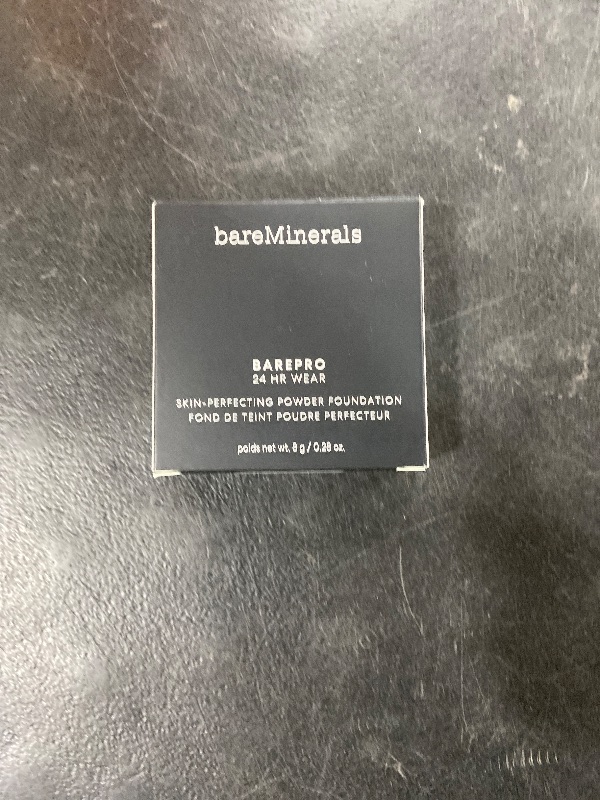 bareMinerals
BAREPRO
24 HR WEAR
SKIN-PERFECTING POWDER FOUNDATION
FOND DE TEINT POUDRE PERFECTEUR
poids net wt. 8 g / 0.28 oz.